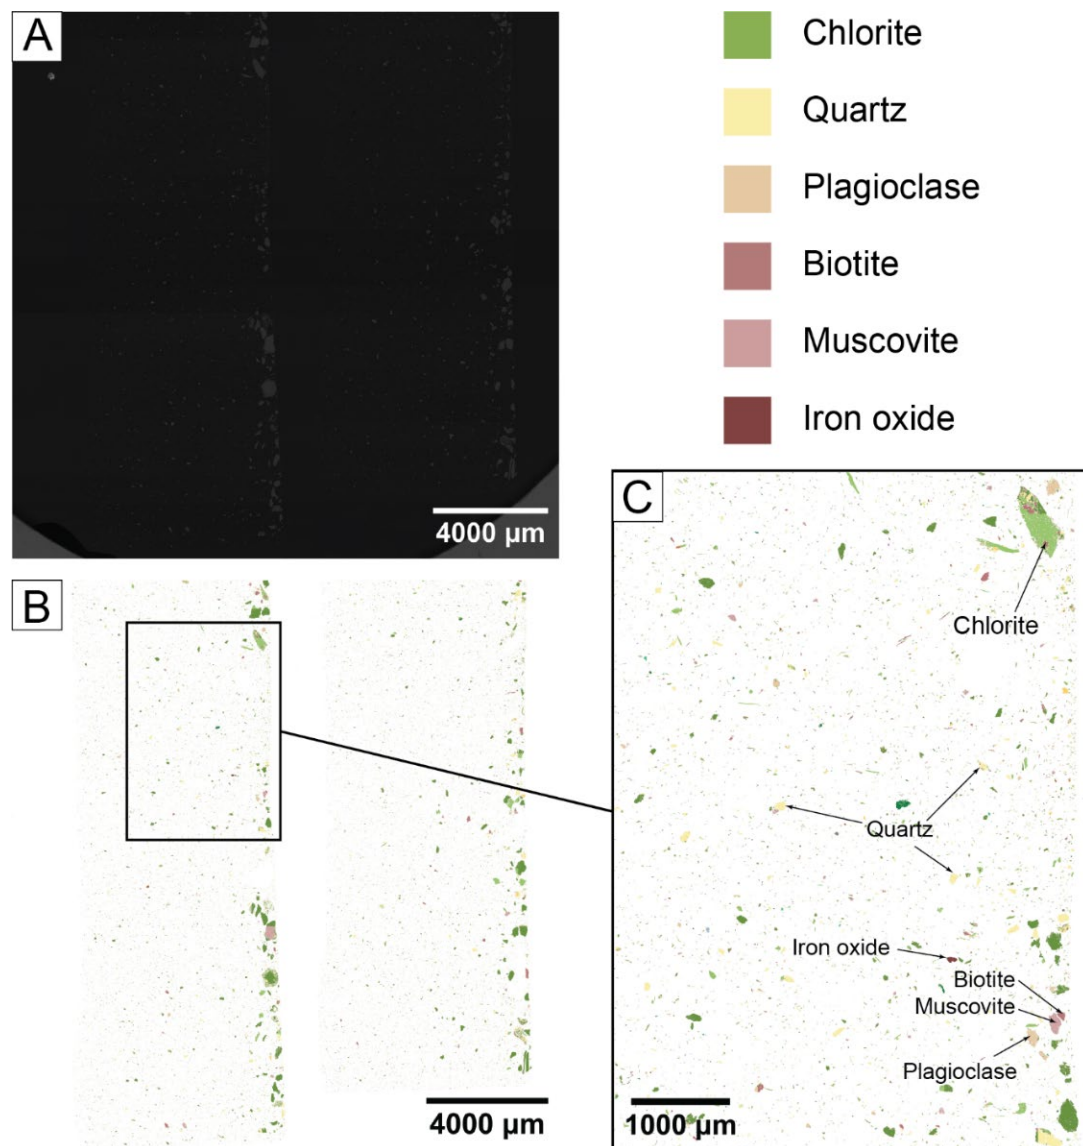 A
4000 µm
Chlorite
Quartz
Plagioclase
Biotite
Muscovite
Iron oxide
B
4000 µm
C
Chlorite
Quartz
Iron oxide
Biotite
Muscovite
Plagioclase
1000 µm